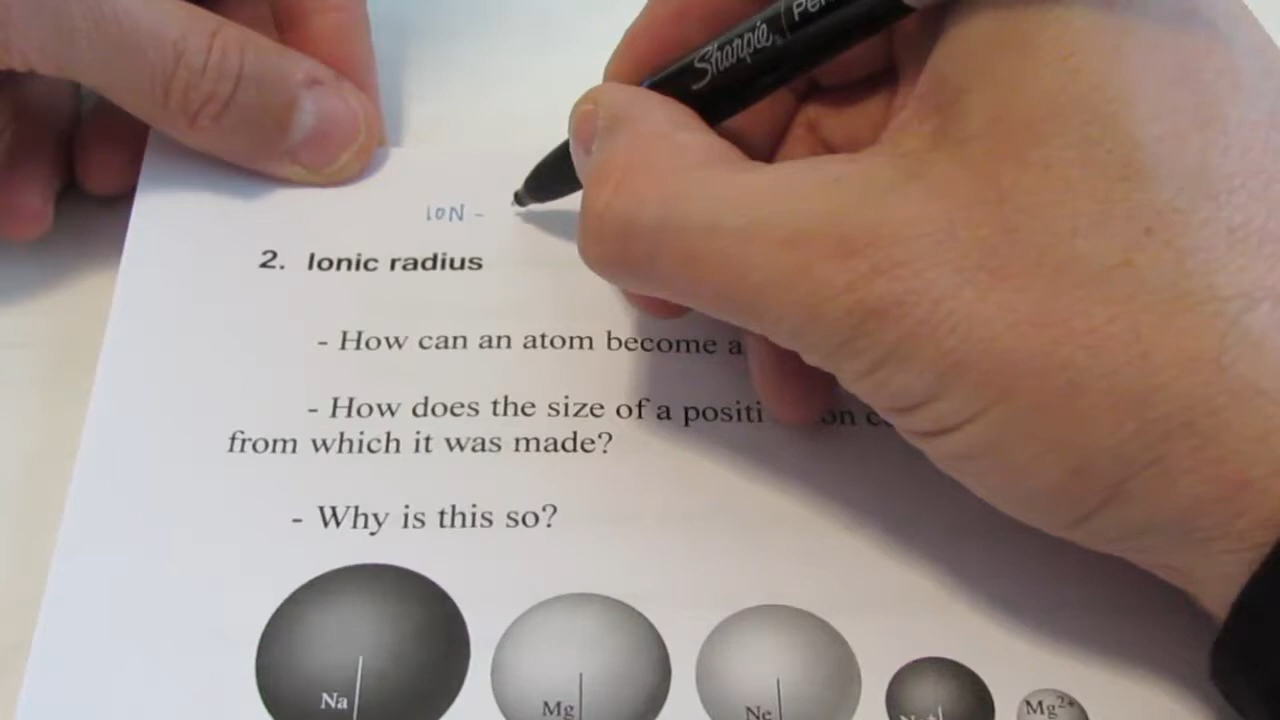 Sharpie
ION -
2. Ionic radius
- How can an atom become a
- How does the size of a positi on
from which it was made?
- Why is this so?
Na Mg Ne Mg2+